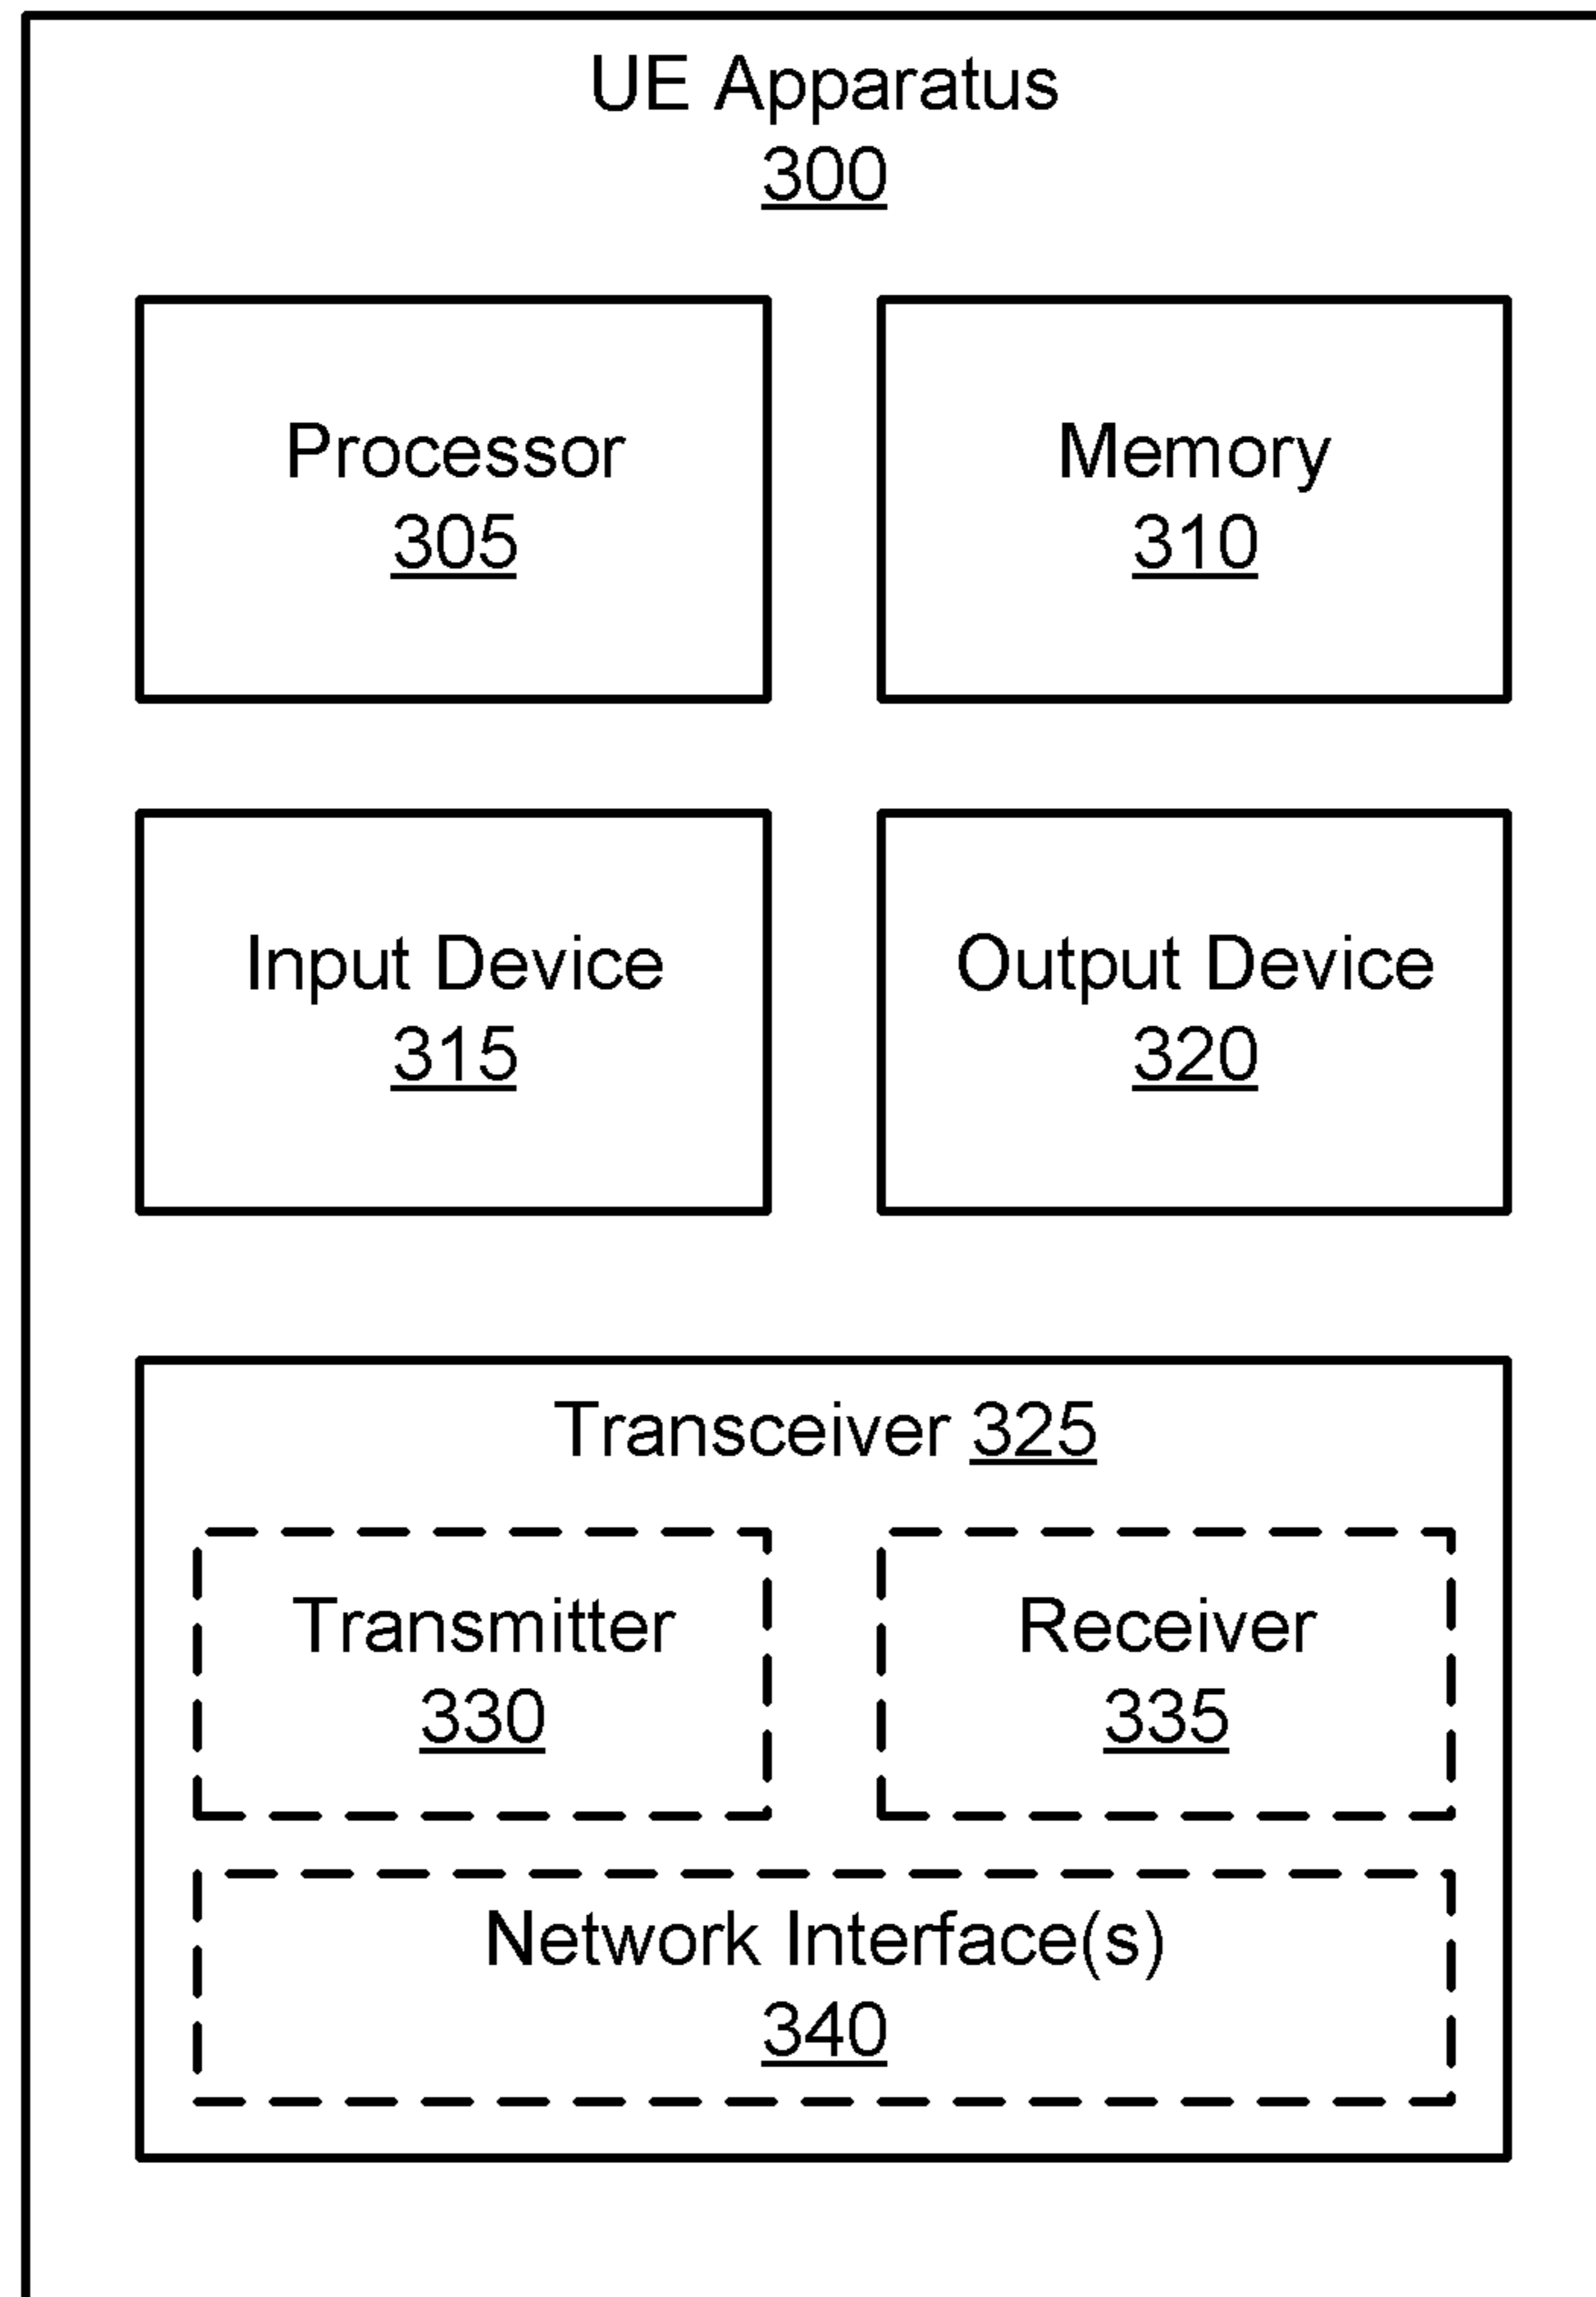 UE Apparatus
300
Processor
305
Memory
310
Input Device
315
Output Device
320
Transceiver 325
Transmitter
330
Receiver
335
Network Interface(s)
340